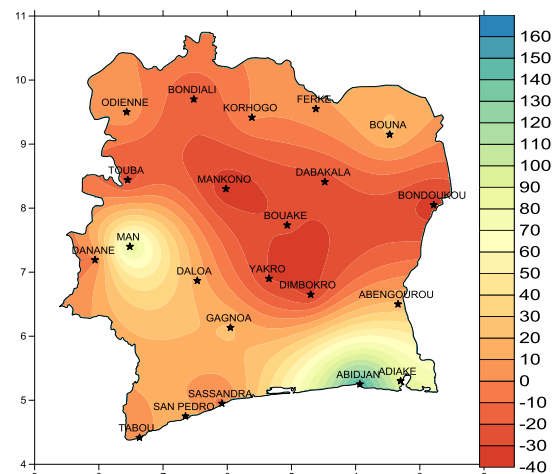 11
160
150
BONDIALI
140
10
ODIENNE
KORHOGO
FERKE
130
120
BOUNA
110
9
100
TOUBA
MANKONO
DABAKALA
90
BONDOUKOU
80
8
BOUAKE
70
MAN
60
DANANE
50
DALOA
YAKRO
40
7
DIMBOKRO
ABENGOUROU
30
20
GAGNOA
10
6
0
ABIDJAN
ADIAKE
-10
SASSANDRA
5
SAN PEDRO
-20
TABOU
-30
4
-40